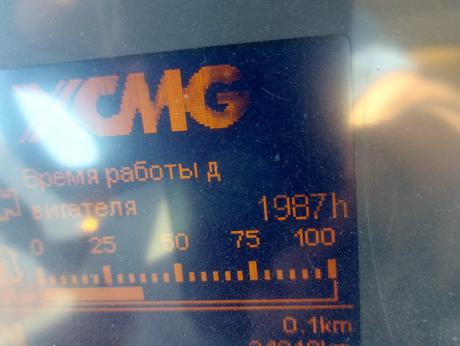 XCMG
Время работы д
вигателя 1987h
0 25 50 75 100
0.1km